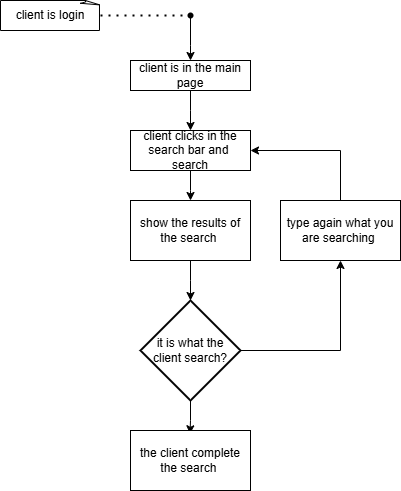 client is login
client is in the main
page
client clicks in the
search bar and
search
show the results of
the search
type again what you
are searching
it is what the
client search?
the client complete
the search